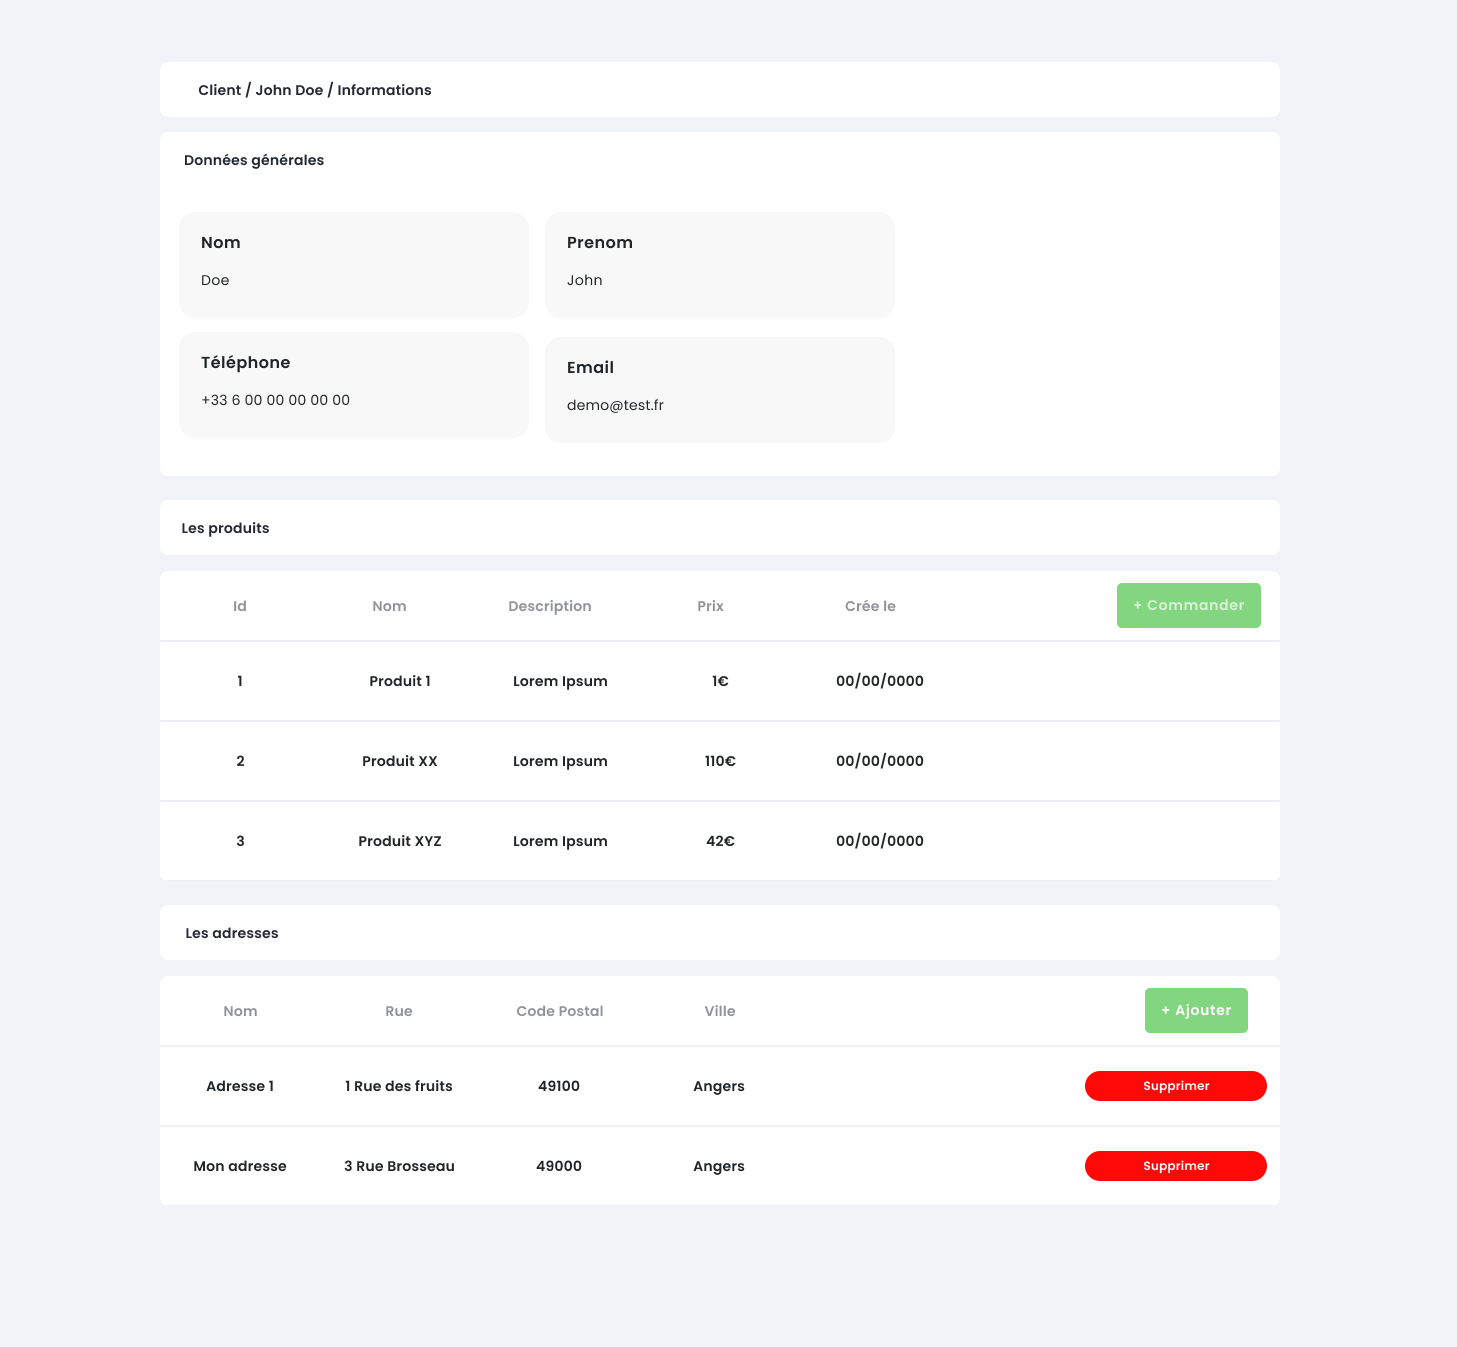 Client / John Doe / Informations
Données générales
Nom
Doe
Prenom
John
Téléphone
+33 6 00 00 00 00 00
Email
demo@test.fr
Les produits
Id Nom Description Prix Crée le + Commander
1 Produit 1 Lorem Ipsum 1€ 00/00/0000
2 Produit XX Lorem Ipsum 110€ 00/00/0000
3 Produit XYZ Lorem Ipsum 42€ 00/00/0000
Les adresses
Nom Rue Code Postal Ville + Ajouter
Adresse 1 1 Rue des fruits 49100 Angers Supprimer
Mon adresse 3 Rue Brosseau 49000 Angers Supprimer